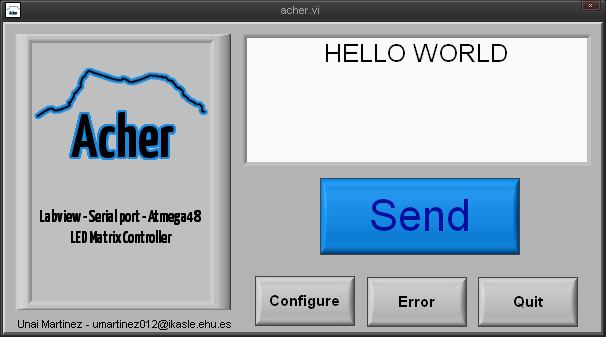 acher.vi
Acher
Acher
Labview - Serial port - Atmega48
LED Matrix Controller
Unai Martinez - umartinez012@ikasle.ehu.es
HELLO WORLD
Send
Configure
Error
Quit